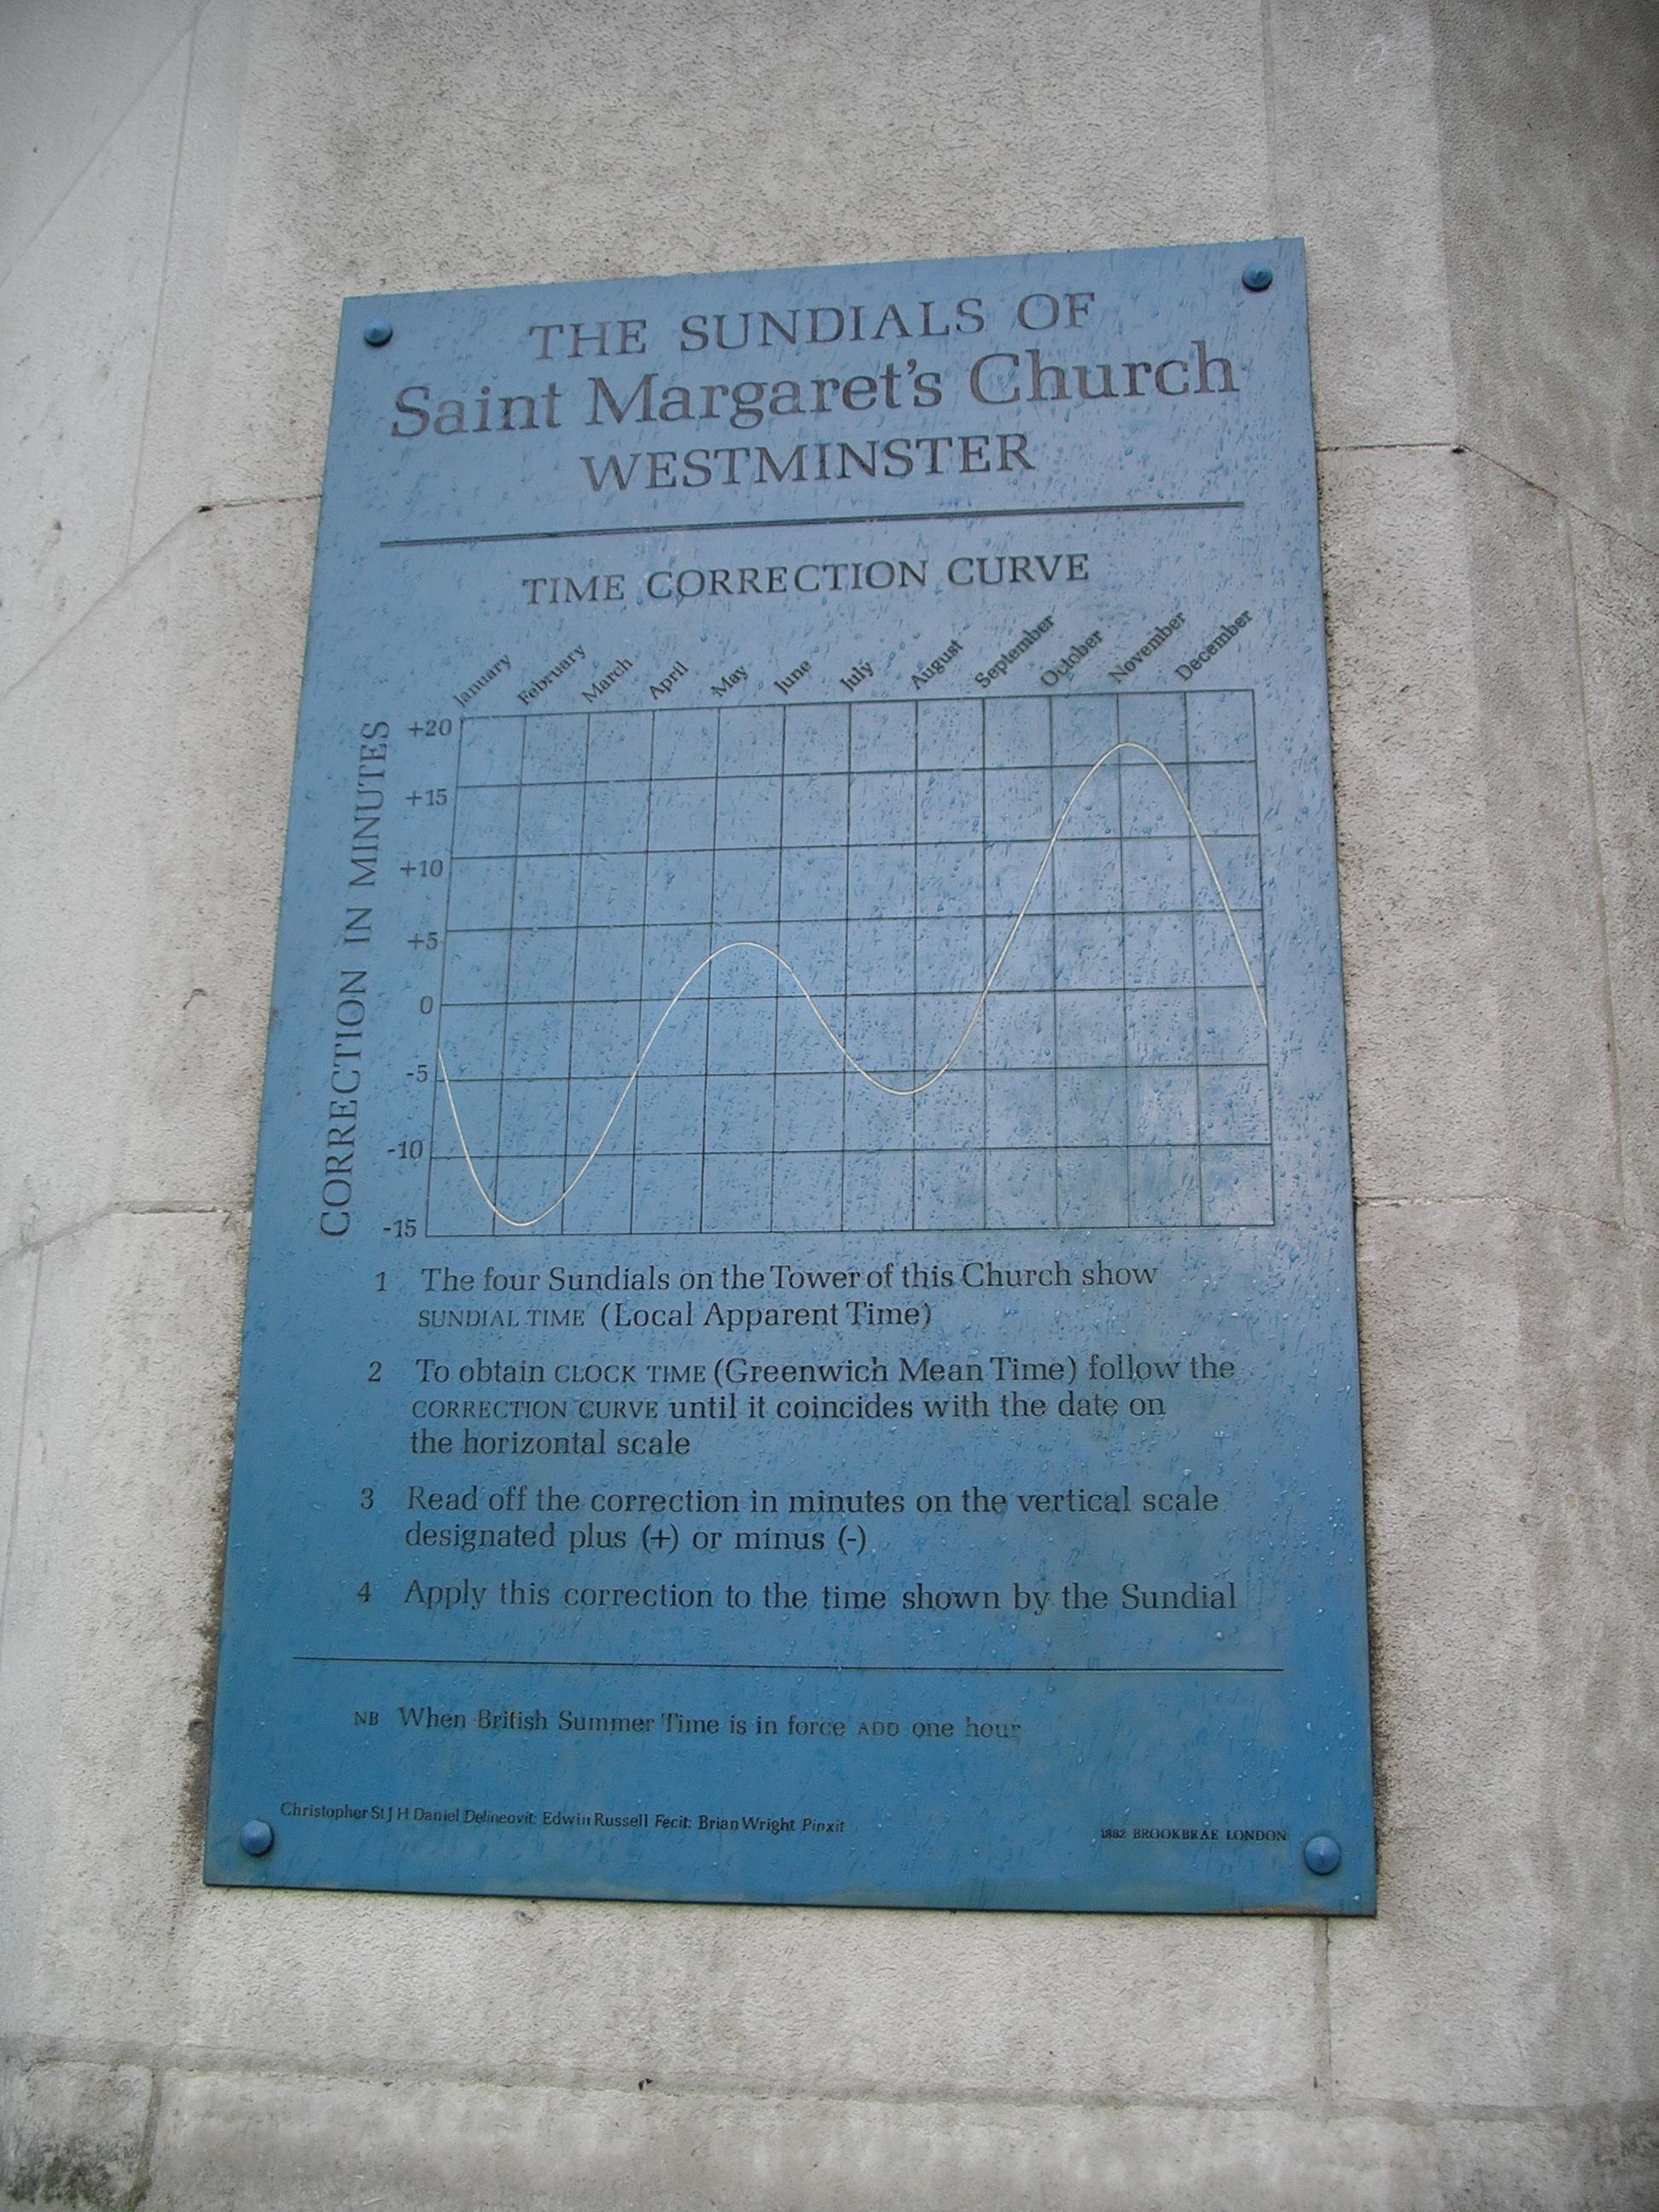 THE SUNDIALS OF
Saint Margaret's Church
WESTMINSTER
TIME CORRECTION CURVE
January February March April May June July August September October November December
CORRECTION IN MINUTES
+20
+15
+10
+5
0
-5
-10
-15
1 The four Sundials on the Tower of this Church show
SUNDIAL TIME (Local Apparent Time)
2 To obtain CLOCK TIME (Greenwich Mean Time) follow the
CORRECTION CURVE until it coincides with the date on
the horizontal scale
3 Read off the correction in minutes on the vertical scale
designated plus (+) or minus (-)
4 Apply this correction to the time shown by the Sundial
NB When British Summer Time is in force ADD one hour
Christopher St J H Daniel Delineavit: Edwin Russell Fecit: Brian Wright Pinxit
BROOKBRAE LONDON